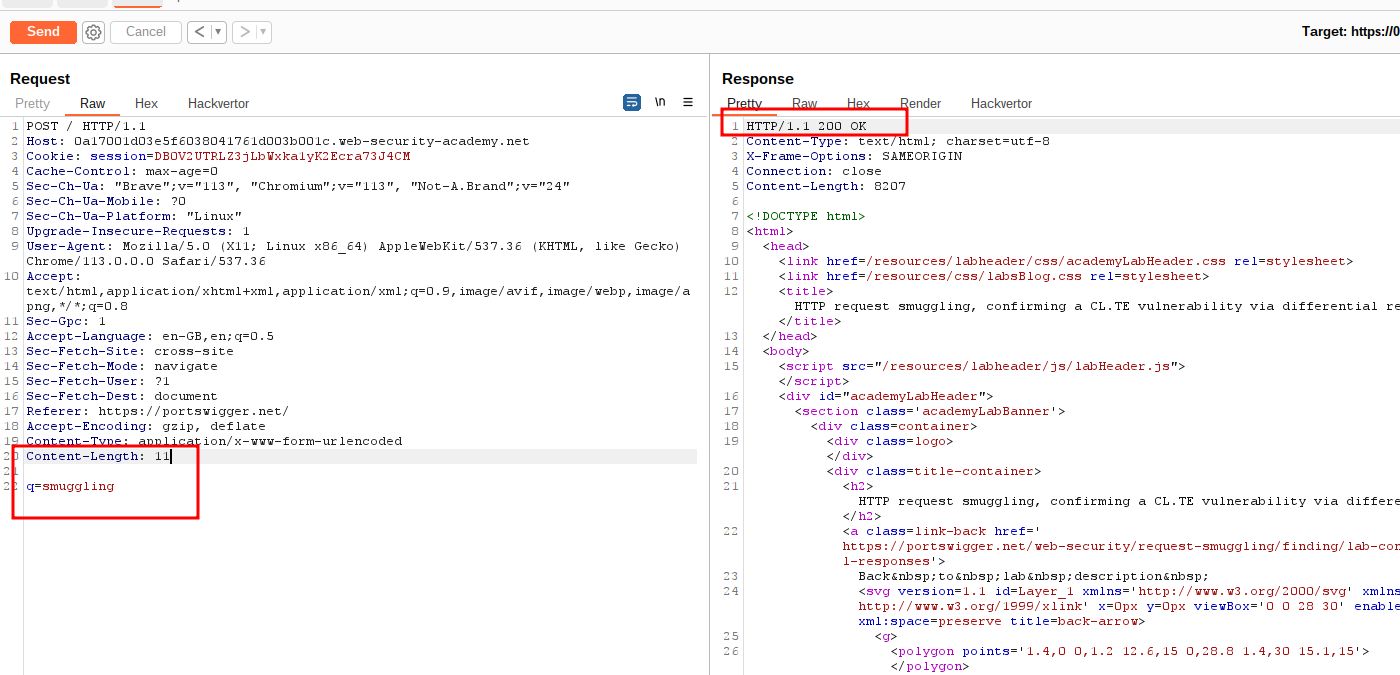 Send
Cancel
<
>
Target: https://0
Request
Pretty Raw Hex Hackvertor
\n
1 POST / HTTP/1.1
2 Host: 0a17001d03e5f6038041761d003b001c.web-security-academy.net
3 Cookie: session=DBOV2UTRLZ3jLbWxka1yK2Ecra73J4CM
4 Cache-Control: max-age=0
5 Sec-Ch-Ua: "Brave";v="113", "Chromium";v="113", "Not-A.Brand";v="24"
6 Sec-Ch-Ua-Mobile: ?0
7 Sec-Ch-Ua-Platform: "Linux"
8 Upgrade-Insecure-Requests: 1
9 User-Agent: Mozilla/5.0 (X11; Linux x86_64) AppleWebKit/537.36 (KHTML, like Gecko)
Chrome/113.0.0.0 Safari/537.36
10 Accept:
text/html,application/xhtml+xml,application/xml;q=0.9,image/avif,image/webp,image/a
png,*/*;q=0.8
11 Sec-Gpc: 1
12 Accept-Language: en-GB,en;q=0.5
13 Sec-Fetch-Site: cross-site
14 Sec-Fetch-Mode: navigate
15 Sec-Fetch-User: ?1
16 Sec-Fetch-Dest: document
17 Referer: https://portswigger.net/
18 Accept-Encoding: gzip, deflate
19 Content-Type: application/x-www-form-urlencoded
20 Content-Length: 11
21
22 q=smuggling
Response
Pretty Raw Hex Render Hackvertor
1 HTTP/1.1 200 OK
2 Content-Type: text/html; charset=utf-8
3 X-Frame-Options: SAMEORIGIN
4 Connection: close
5 Content-Length: 8207
6
7 <!DOCTYPE html>
8 <html>
9 <head>
10 <link href=/resources/labheader/css/academyLabHeader.css rel=stylesheet>
11 <link href=/resources/css/labsBlog.css rel=stylesheet>
12 <title>
HTTP request smuggling, confirming a CL.TE vulnerability via differential re
</title>
13 </head>
14 <body>
15 <script src="/resources/labheader/js/labHeader.js">
</script>
16 <div id="academyLabHeader">
17 <section class='academyLabBanner'>
18 <div class=container>
19 <div class=logo>
</div>
20 <div class=title-container>
21 <h2>
HTTP request smuggling, confirming a CL.TE vulnerability via differe
</h2>
22 <a class=link-back href='
https://portswigger.net/web-security/request-smuggling/finding/lab-con
l-responses'>
23 Back&nbsp;to&nbsp;lab&nbsp;description&nbsp;
24 <svg version=1.1 id=Layer_1 xmlns='http://www.w3.org/2000/svg' xmlns
http://www.w3.org/1999/xlink' x=0px y=0px viewBox='0 0 28 30' enable
xml:space=preserve title=back-arrow>
25 <g>
26 <polygon points='1.4,0 0,1.2 12.6,15 0,28.8 1.4,30 15.1,15'>
</polygon>